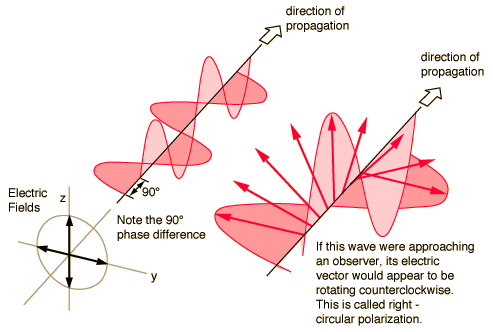 direction of
propagation
direction of
propagation
90°
Electric
Fields
z
Note the 90°
phase difference
y
If this wave were approaching
an observer, its electric
vector would appear to be
rotating counterclockwise.
This is called right -
circular polarization.